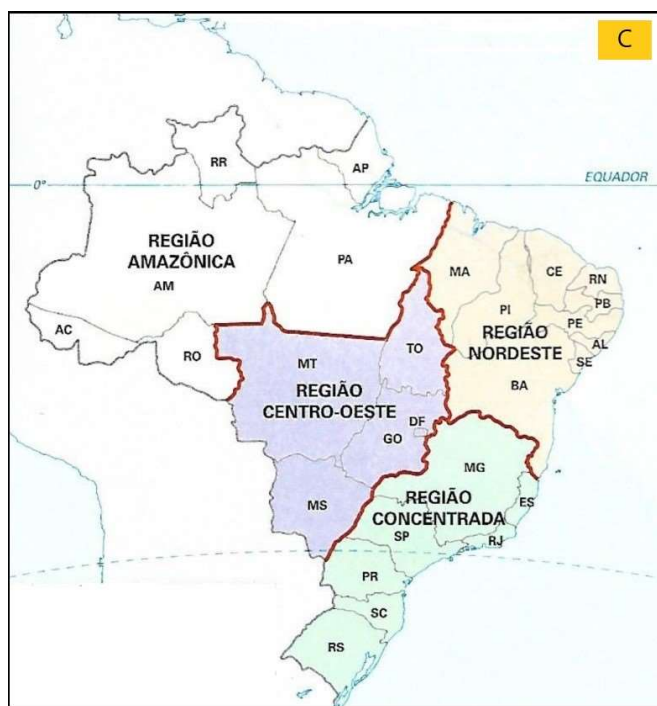 C
RR
AP
0°
EQUADOR
REGIÃO
AMAZÔNICA
AM
PA
MA
CE
RN
PB
PI
PE
AL
SE
REGIÃO
NORDESTE
AC
RO
TO
MT
BA
REGIÃO
CENTRO-OESTE
DF
GO
MG
ES
MS
REGIÃO
CONCENTRADA
SP
RJ
PR
SC
RS